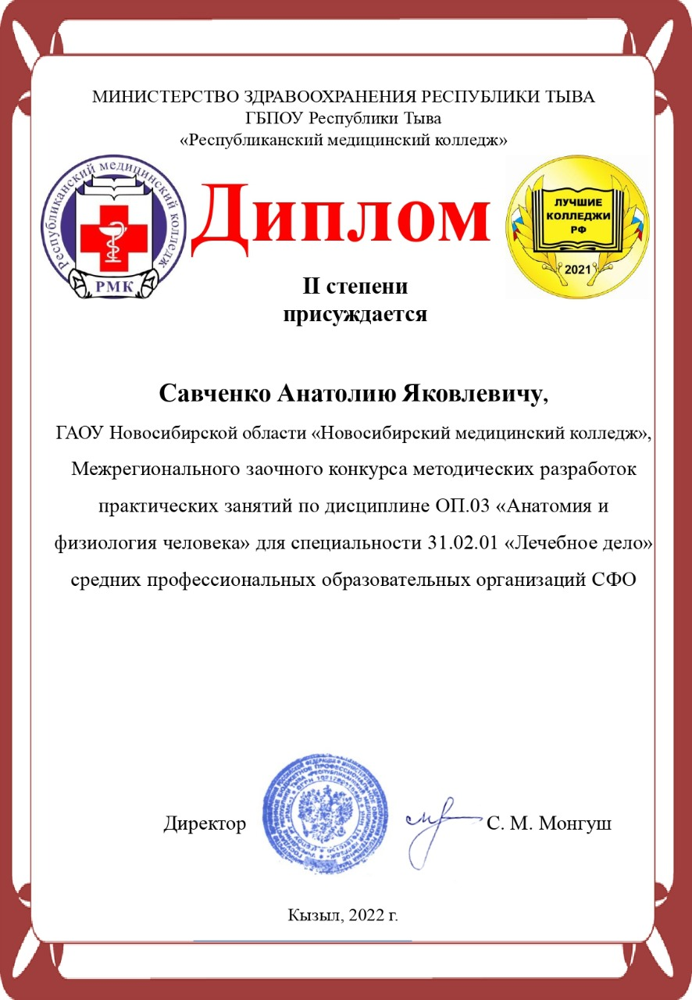 МИНИСТЕРСТВО ЗДРАВООХРАНЕНИЯ РЕСПУБЛИКИ ТЫВА
ГБПОУ Республики Тыва
«Республиканский медицинский колледж»
Республиканский медицинский колледж
РМК
Диплом
ЛУЧШИЕ
КОЛЛЕДЖИ
РФ
2021
II степени
присуждается
Савченко Анатолию Яковлевичу,
ГАОУ Новосибирской области «Новосибирский медицинский колледж»,
Межрегионального заочного конкурса методических разработок
практических занятий по дисциплине ОП.03 «Анатомия и
физиология человека» для специальности 31.02.01 «Лечебное дело»
средних профессиональных образовательных организаций СФО
Директор
С. М. Монгуш
Кызыл, 2022 г.